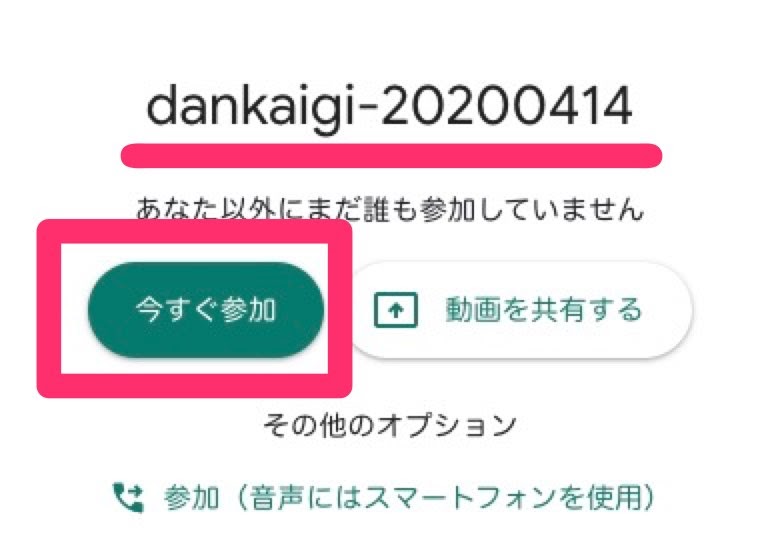 dankaigi-20200414
あなた以外にまだ誰も参加していません
今すぐ参加
動画を共有する
その他のオプション
参加（音声にはスマートフォンを使用）